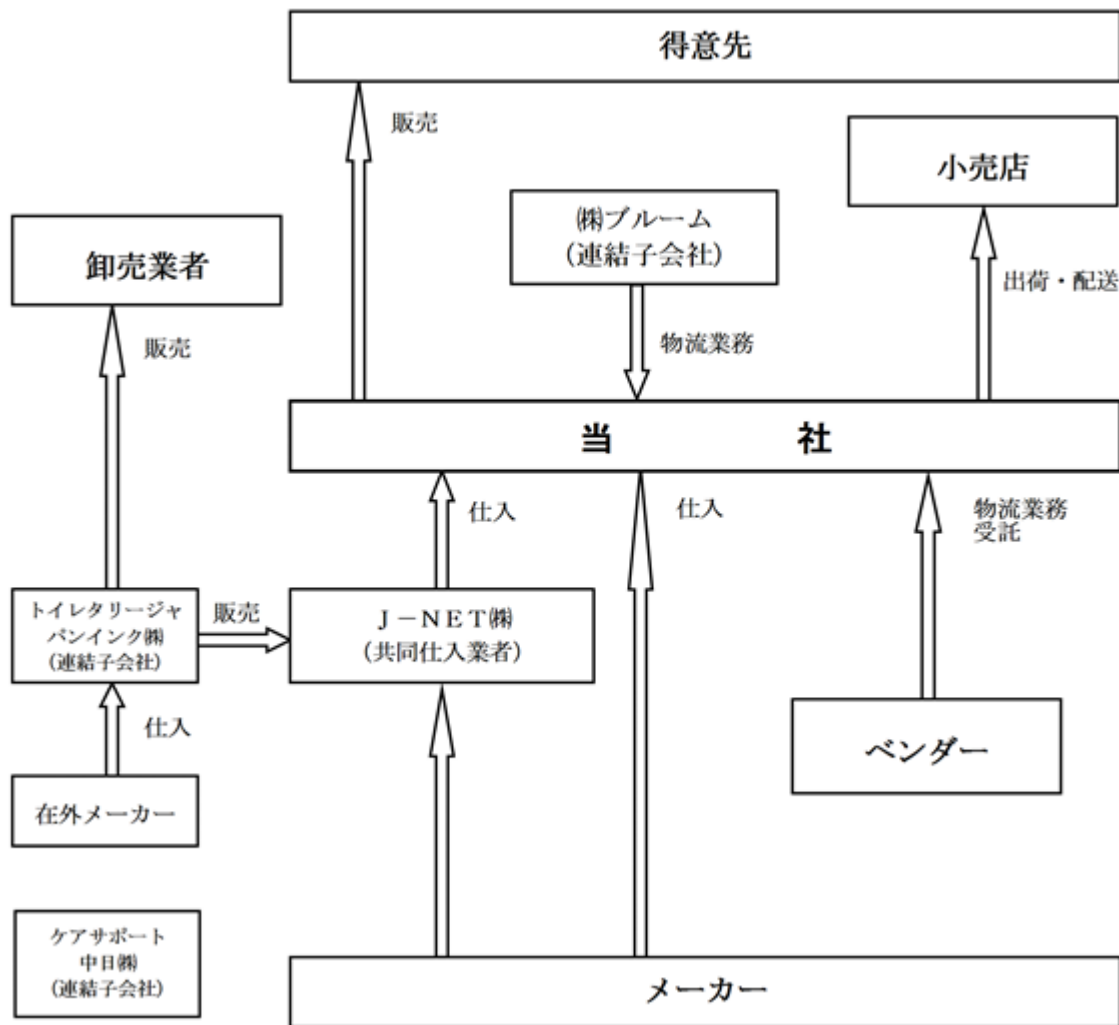 得意先
販売
小売店
㈱ブルーム
(連結子会社)
卸売業者
出荷・配送
販売
物流業務
当　　　社
仕入
仕入
物流業務
受託
トイレタリージャ
パンインク㈱
(連結子会社)
販売
Ｊ－ＮＥＴ㈱
(共同仕入業者)
仕入
ベンダー
在外メーカー
ケアサポート
中日㈱
(連結子会社)
メーカー